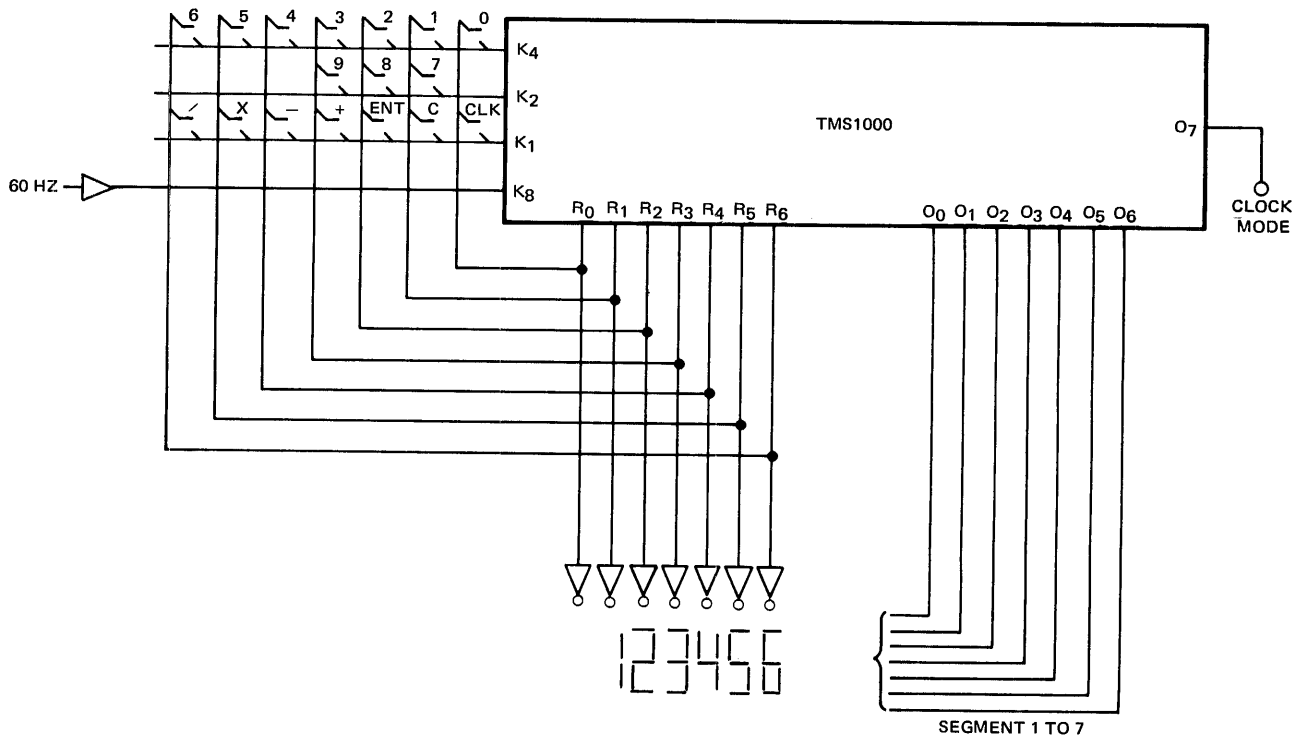 6 5 4 3 2 1 0
K4
9 8 7
K2
/ X — + ENT C CLK
K1
TMS1000
O7
60 HZ
K8
CLOCK
MODE
R0 R1 R2 R3 R4 R5 R6
O0 O1 O2 O3 O4 O5 O6
123456
SEGMENT 1 TO 7